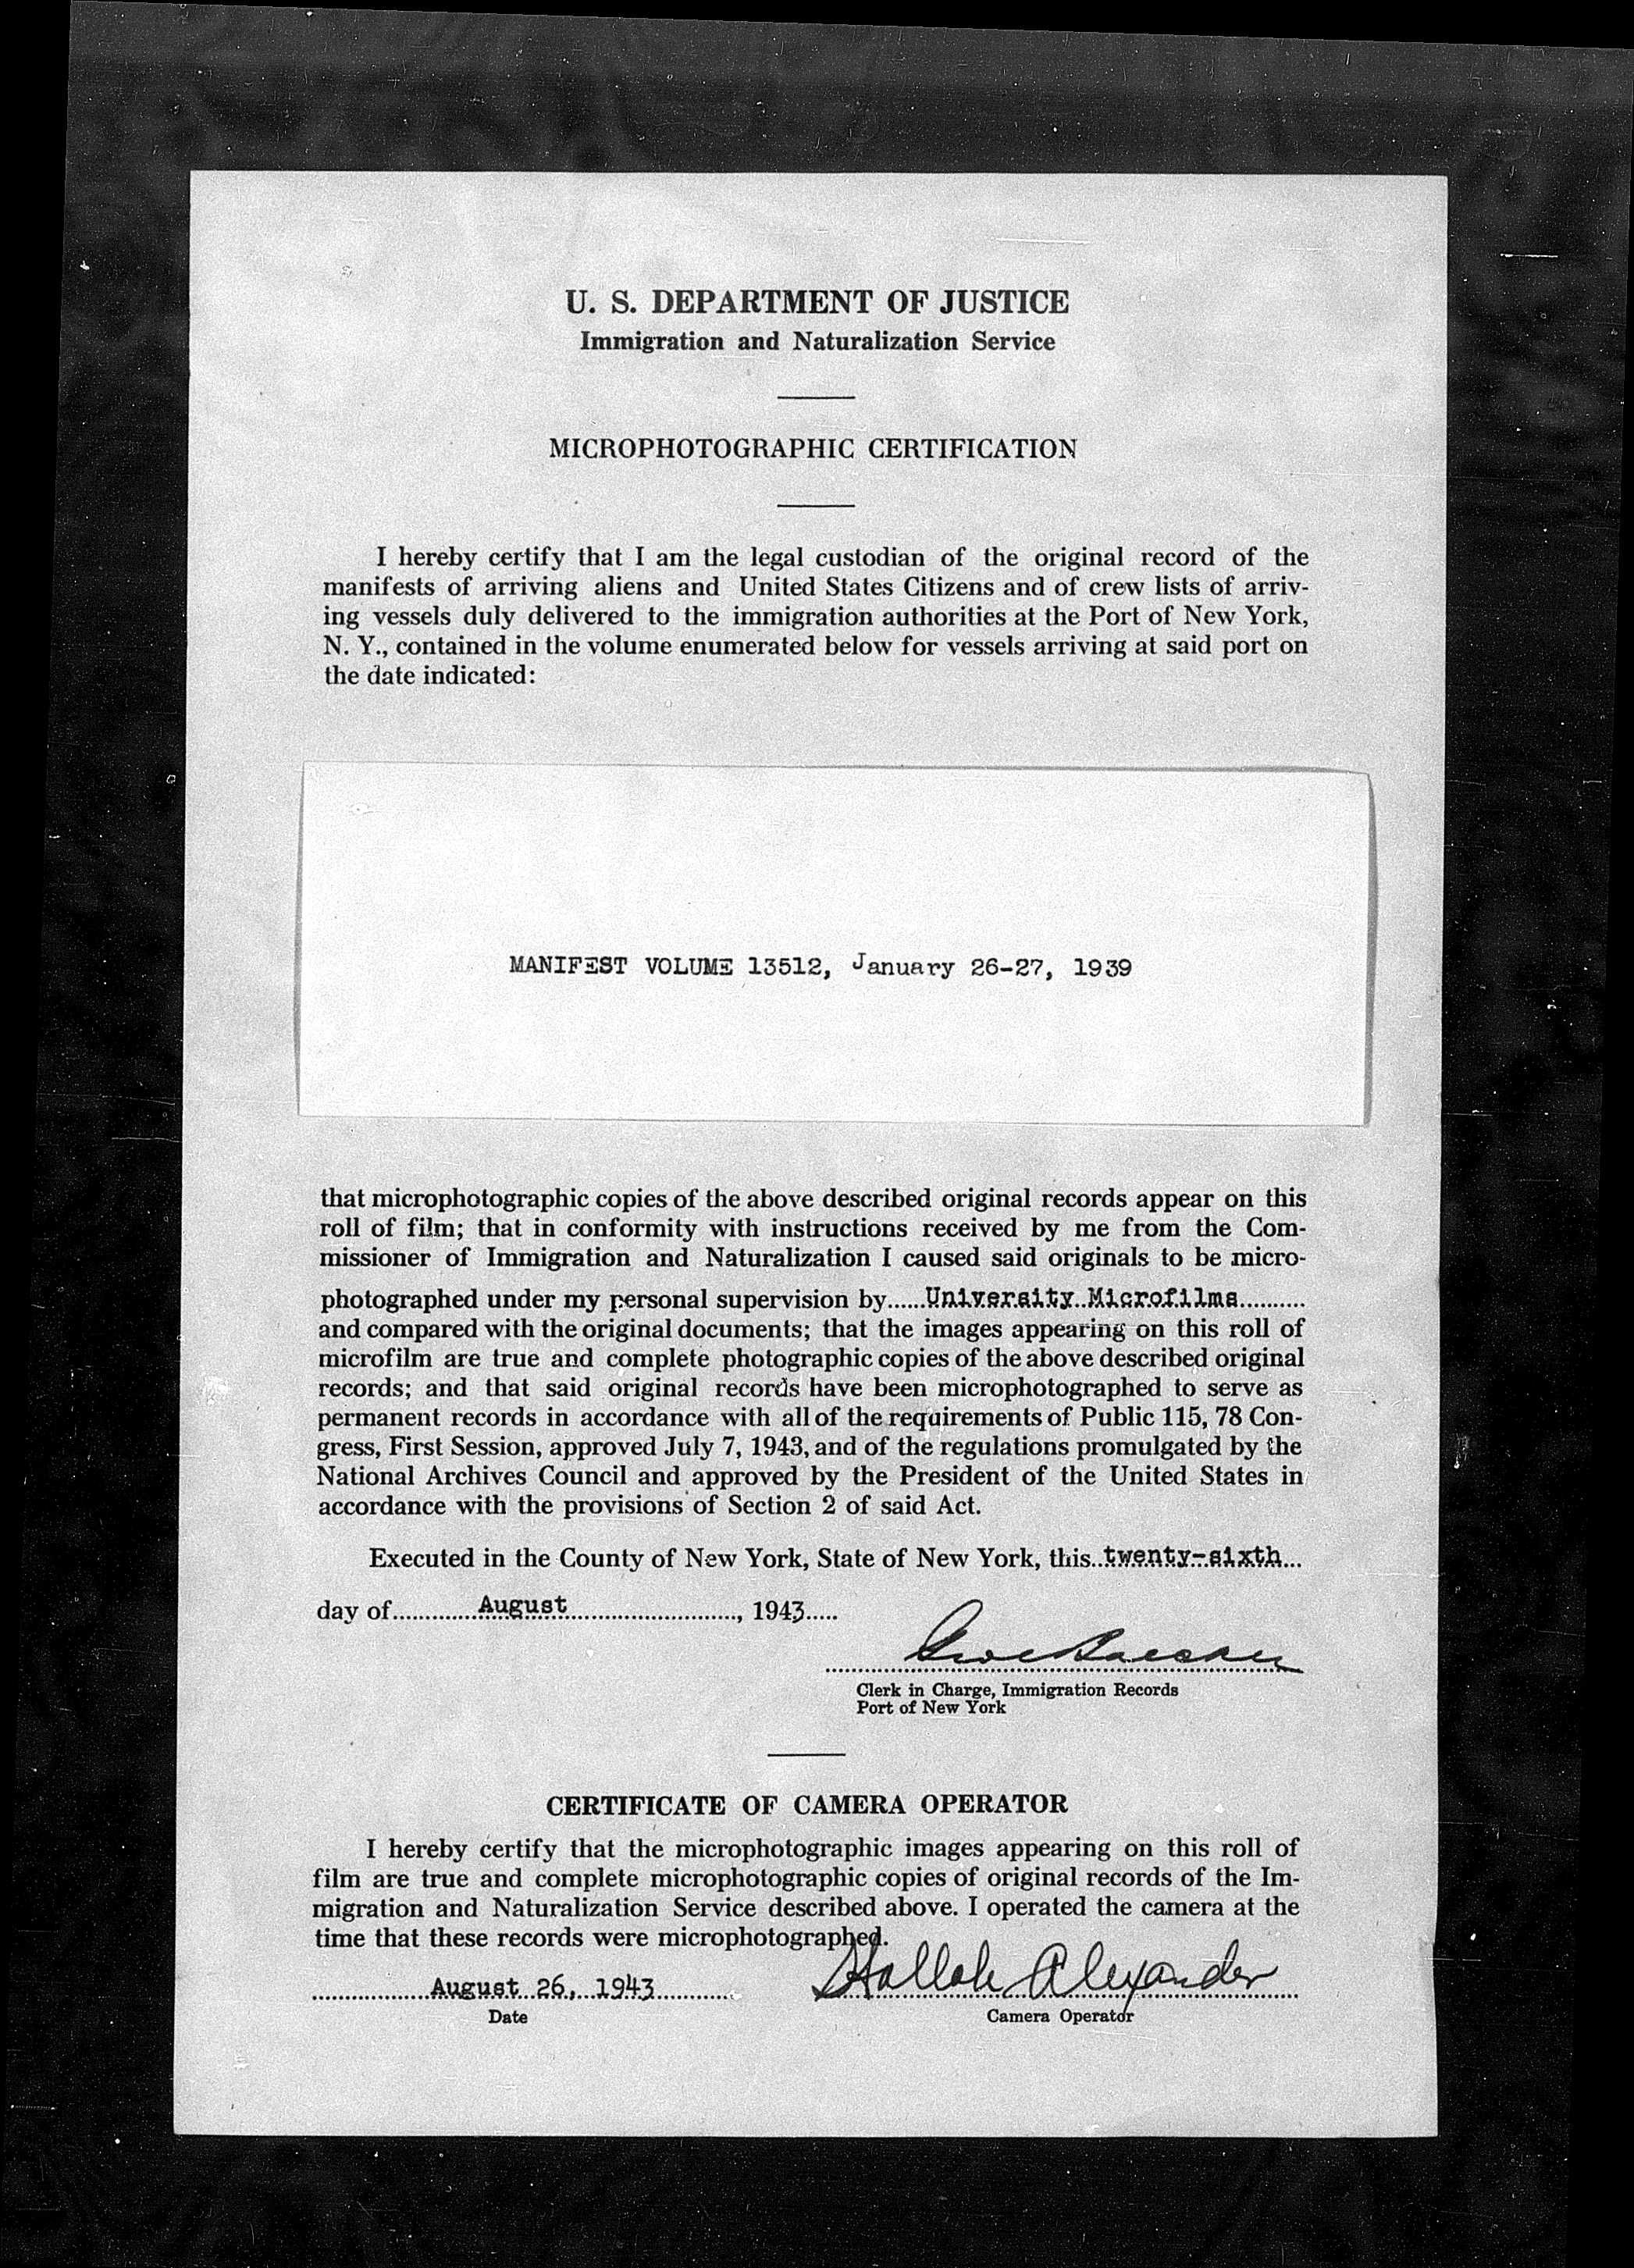 U. S. DEPARTMENT OF JUSTICE
Immigration and Naturalization Service
MICROPHOTOGRAPHIC CERTIFICATION
I hereby certify that I am the legal custodian of the original record of the
manifests of arriving aliens and United States Citizens and of crew lists of arriv-
ing vessels duly delivered to the immigration authorities at the Port of New York,
N. Y., contained in the volume enumerated below for vessels arriving at said port on
the date indicated:
MANIFEST VOLUME 13512, January 26-27, 1939
that microphotographic copies of the above described original records appear on this
roll of film; that in conformity with instructions received by me from the Com-
missioner of Immigration and Naturalization I caused said originals to be micro-
photographed under my personal supervision by......University Microfilms..........
and compared with the original documents; that the images appearing on this roll of
microfilm are true and complete photographic copies of the above described original
records; and that said original records have been microphotographed to serve as
permanent records in accordance with all of the requirements of Public 115, 78 Con-
gress, First Session, approved July 7, 1943, and of the regulations promulgated by the
National Archives Council and approved by the President of the United States in
accordance with the provisions of Section 2 of said Act.
Executed in the County of New York, State of New York, this..twenty-sixth...
day of.............August.........................., 1943.....
Clerk in Charge, Immigration Records
Port of New York
CERTIFICATE OF CAMERA OPERATOR
I hereby certify that the microphotographic images appearing on this roll of
film are true and complete microphotographic copies of original records of the Im-
migration and Naturalization Service described above. I operated the camera at the
time that these records were microphotographed.
August 26, 1943 Alexander
Date Camera Operator